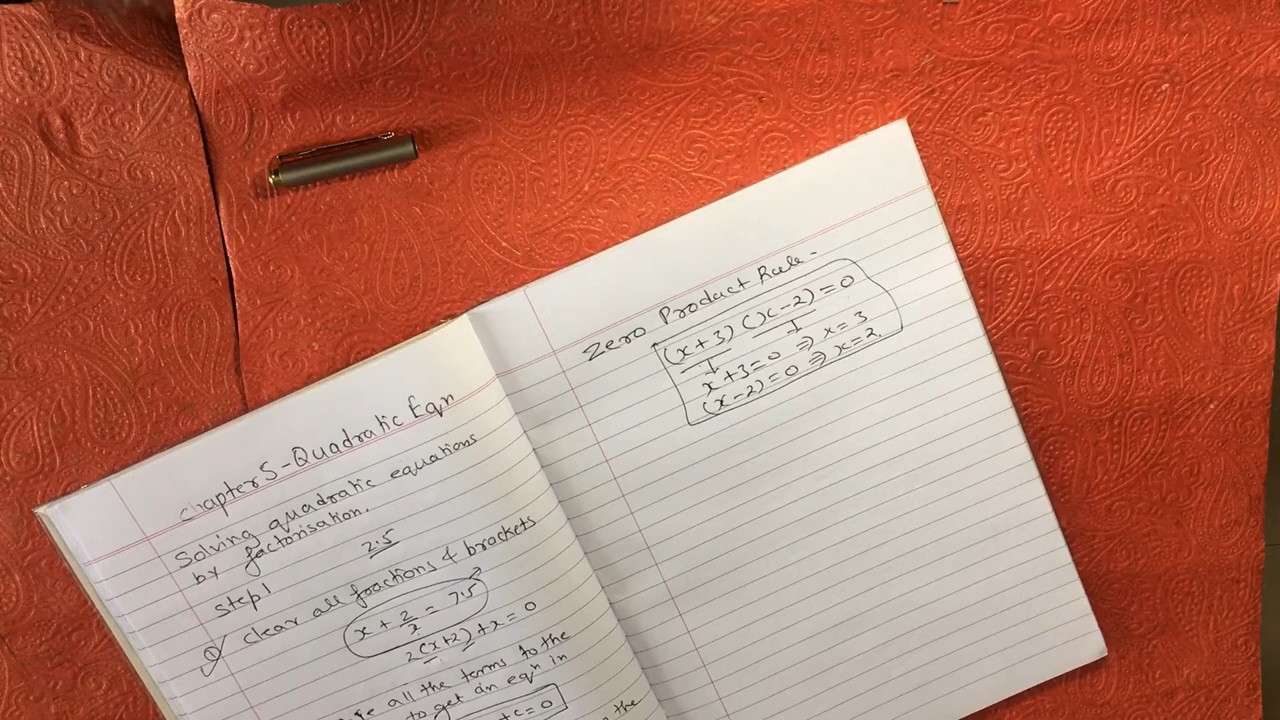 Chapter 5 - Quadratic Eqn
Solving quadratic equations
by factorisation.
step1
2.5
① clear all fractions & brackets
x + 2/x = 7.5
2(x+2) + x = 0
all the terms to the
to get an eqn in
+c = 0
the
Zero Product Rule -
(x+3) (x-2) = 0
x+3=0 ⇒ x = 3
(x-2) = 0 ⇒ x = 2.